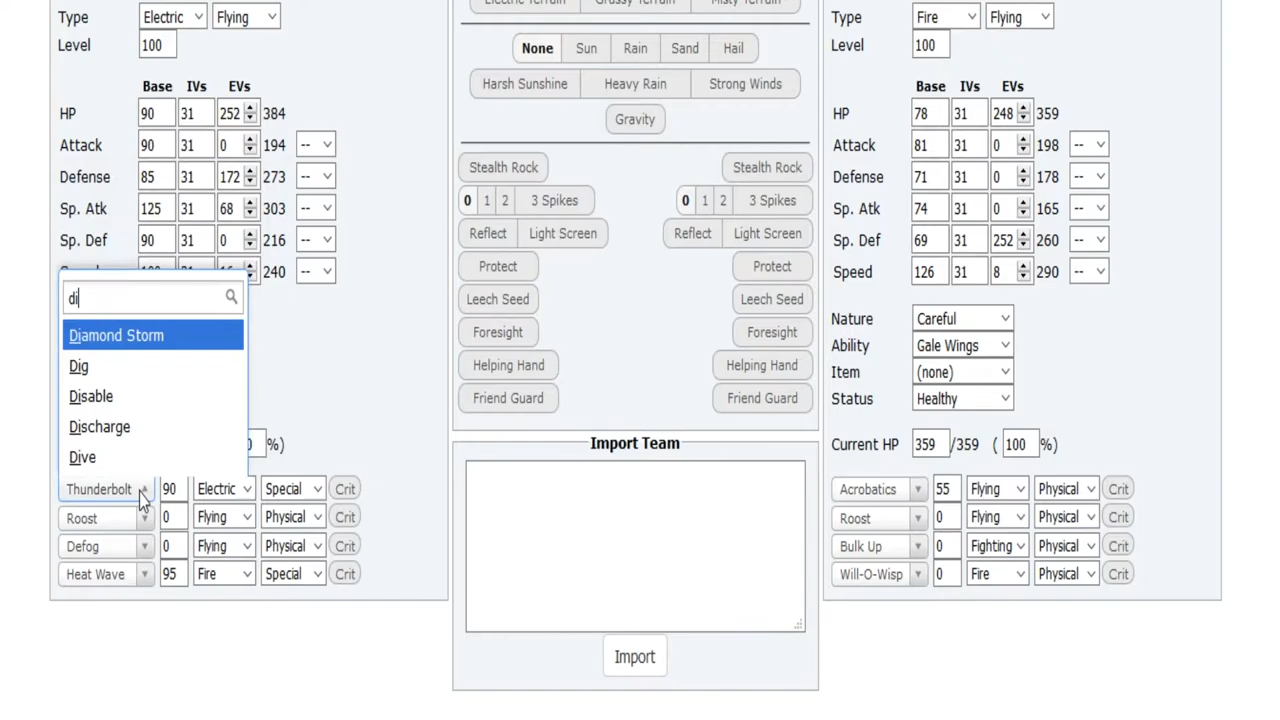 Electric Terrain Grassy Terrain Misty Terrain
Type Electric Flying
Level 100
Base IVs EVs
HP 90 31 252 384
Attack 90 31 0 194 --
Defense 85 31 172 273 --
Sp. Atk 125 31 68 303 --
Sp. Def 90 31 0 216 --
240 --
di
Diamond Storm
Dig
Disable
Discharge
Dive
%)
Thunderbolt 90 Electric Special Crit
Roost 0 Flying Physical Crit
Defog 0 Flying Physical Crit
Heat Wave 95 Fire Special Crit
None Sun Rain Sand Hail
Harsh Sunshine Heavy Rain Strong Winds
Gravity
Stealth Rock Stealth Rock
0 1 2 3 Spikes 0 1 2 3 Spikes
Reflect Light Screen Reflect Light Screen
Protect Protect
Leech Seed Leech Seed
Foresight Foresight
Helping Hand Helping Hand
Friend Guard Friend Guard
Import Team
Import
Type Fire Flying
Level 100
Base IVs EVs
HP 78 31 248 359
Attack 81 31 0 198 --
Defense 71 31 0 178 --
Sp. Atk 74 31 0 165 --
Sp. Def 69 31 252 260 --
Speed 126 31 8 290 --
Nature Careful
Ability Gale Wings
Item (none)
Status Healthy
Current HP 359 /359 ( 100 %)
Acrobatics 55 Flying Physical Crit
Roost 0 Flying Physical Crit
Bulk Up 0 Fighting Physical Crit
Will-O-Wisp 0 Fire Physical Crit